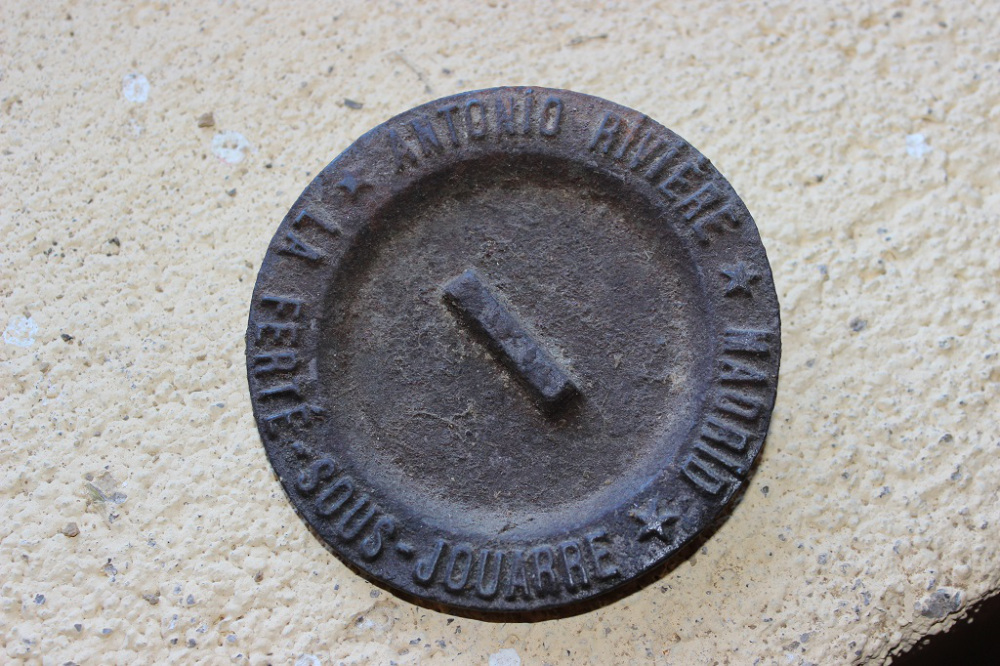 ANTONIO RIVIÈRE ★ MADRID ★
LA FERTÉ-SOUS-JOUARRE ★